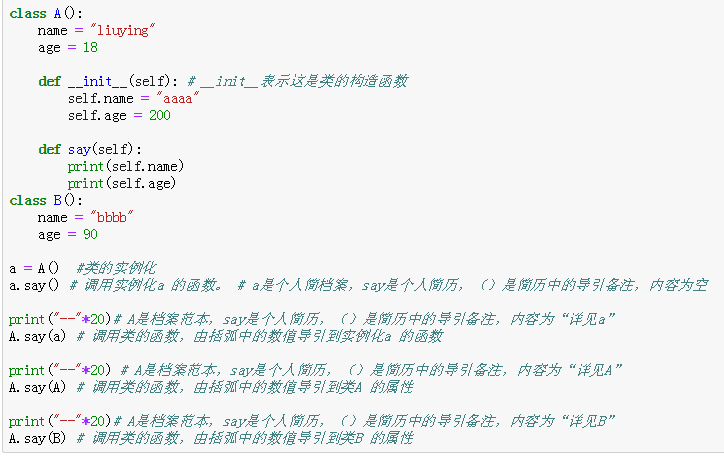 class A():
    name = "liuying"
    age = 18
    def __init__(self): # __init__表示这是类的构造函数
        self.name = "aaaa"
        self.age = 200
    def say(self):
        print(self.name)
        print(self.age)
class B():
    name = "bbbb"
    age = 90
a = A()  #类的实例化
a.say() # 调用实例化a 的函数。 # a是个人简档案，say是个人简历，（）是简历中的导引备注，内容为空
print("--"*20)# A是档案范本，say是个人简历，（）是简历中的导引备注，内容为“详见a”
A.say(a) # 调用类的函数，由括弧中的数值导引到实例化a 的函数
print("--"*20) # A是档案范本，say是个人简历，（）是简历中的导引备注，内容为“详见A”
A.say(A) # 调用类的函数，由括弧中的数值导引到类A 的属性
print("--"*20)# A是档案范本，say是个人简历，（）是简历中的导引备注，内容为“详见B”
A.say(B) # 调用类的函数，由括弧中的数值导引到类B 的属性